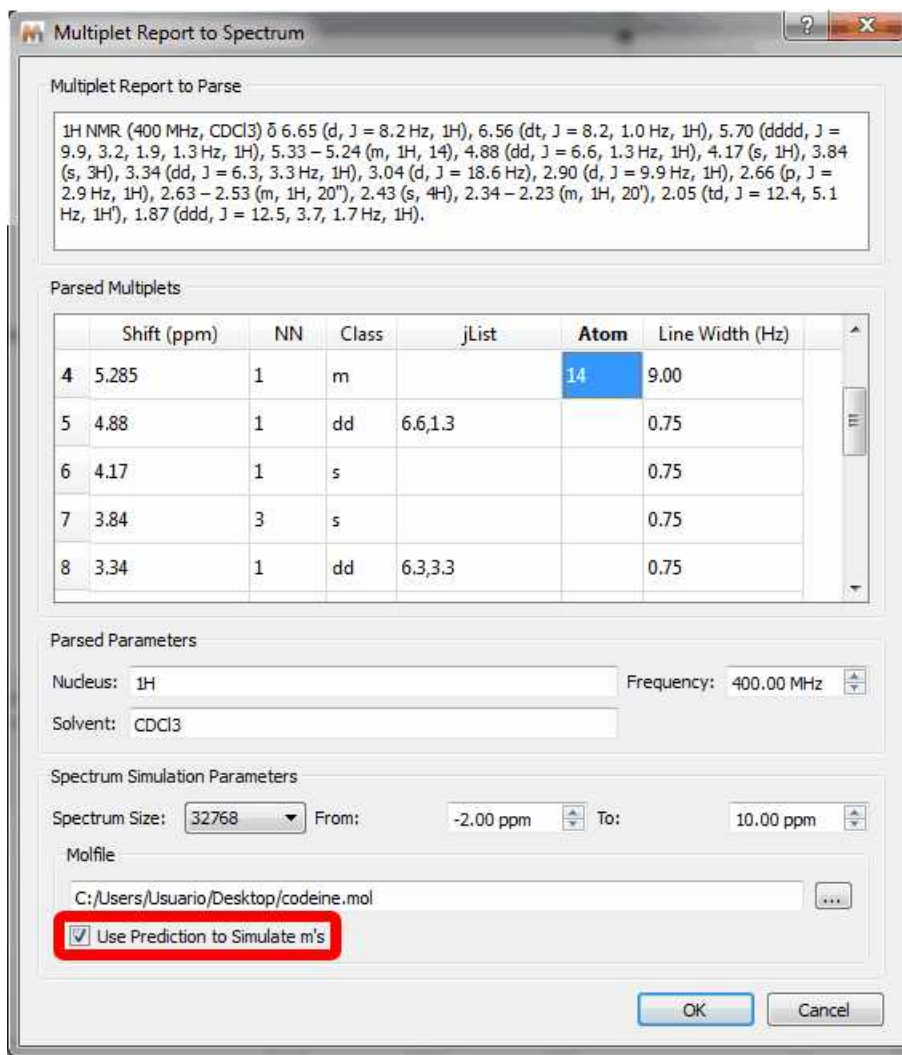 Multiplet Report to Spectrum
Multiplet Report to Parse
1H NMR (400 MHz, CDCl3) δ 6.65 (d, J = 8.2 Hz, 1H), 6.56 (dt, J = 8.2, 1.0 Hz, 1H), 5.70 (dddd, J =
9.9, 3.2, 1.9, 1.3 Hz, 1H), 5.33 – 5.24 (m, 1H, 14), 4.88 (dd, J = 6.6, 1.3 Hz, 1H), 4.17 (s, 1H), 3.84
(s, 3H), 3.34 (dd, J = 6.3, 3.3 Hz, 1H), 3.04 (d, J = 18.6 Hz), 2.90 (d, J = 9.9 Hz, 1H), 2.66 (p, J =
2.9 Hz, 1H), 2.63 – 2.53 (m, 1H, 20"), 2.43 (s, 4H), 2.34 – 2.23 (m, 1H, 20'), 2.05 (td, J = 12.4, 5.1
Hz, 1H'), 1.87 (ddd, J = 12.5, 3.7, 1.7 Hz, 1H).
Parsed Multiplets
Shift (ppm) NN Class jList Atom Line Width (Hz)
4 5.285 1 m 14 9.00
5 4.88 1 dd 6.6,1.3 0.75
6 4.17 1 s 0.75
7 3.84 3 s 0.75
8 3.34 1 dd 6.3,3.3 0.75
Parsed Parameters
Nucleus: 1H Frequency: 400.00 MHz
Solvent: CDCl3
Spectrum Simulation Parameters
Spectrum Size: 32768 From: -2.00 ppm To: 10.00 ppm
Molfile
C:/Users/Usuario/Desktop/codeine.mol ...
Use Prediction to Simulate m's
OK Cancel